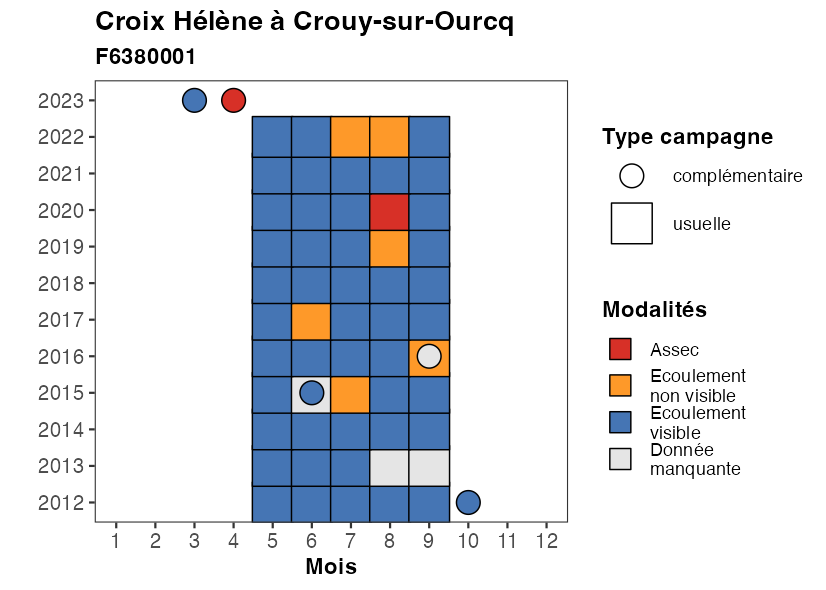 Croix Hélène à Crouy-sur-Ourcq
F6380001
2023
2022
2021
2020
2019
2018
2017
2016
2015
2014
2013
2012
1 2 3 4 5 6 7 8 9 10 11 12
Mois
Type campagne
complémentaire
usuelle
Modalités
Assec
Ecoulement
non visible
Ecoulement
visible
Donnée
manquante